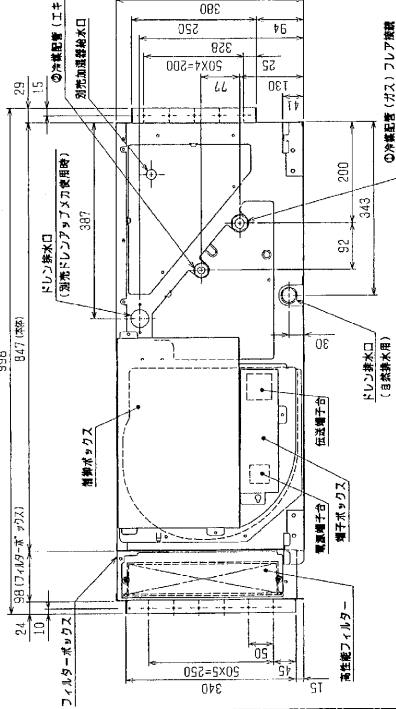 998
24
98 (フィルターボックス)
847 (本体)
29
10
15
387
ドレン排水口
(別売ドレンアップメカ使用時)
②冷媒配管 (
別売加湿器給水口
フィルターボックス
制御ボックス
380
250
94
328
50X4=200
25
77
130
41
340
50X5=250
50
45
15
高性能フィルター
電源端子台
端子ボックス
伝送端子台
30
ドレン排水口
(自然排水用)
92
200
343
①冷媒配管 (ガス) フレア接続